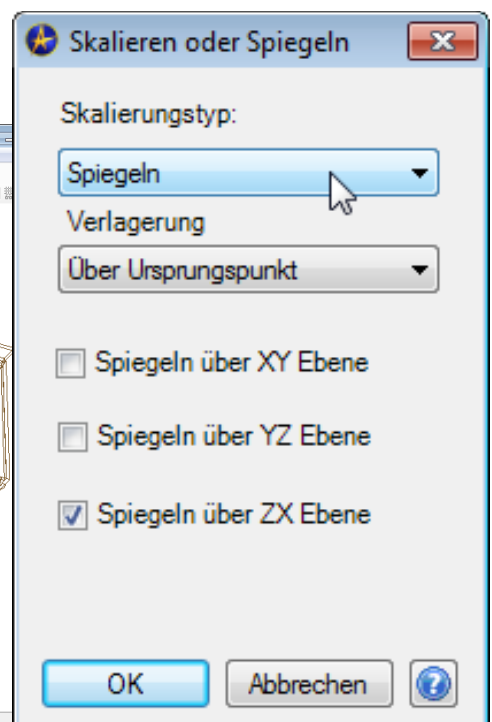 Skalieren oder Spiegeln
Skalierungstyp:
Spiegeln
Verlagerung
Über Ursprungspunkt
Spiegeln über XY Ebene
Spiegeln über YZ Ebene
Spiegeln über ZX Ebene
OK Abbrechen ?